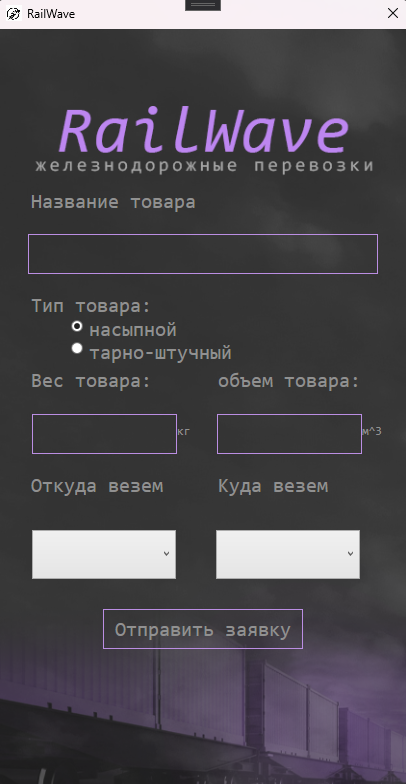 RailWave
RailWave
железнодорожные перевозки
Название товара
Тип товара:
насыпной
тарно-штучный
Вес товара: объем товара:
кг м^3
Откуда везем Куда везем
Отправить заявку